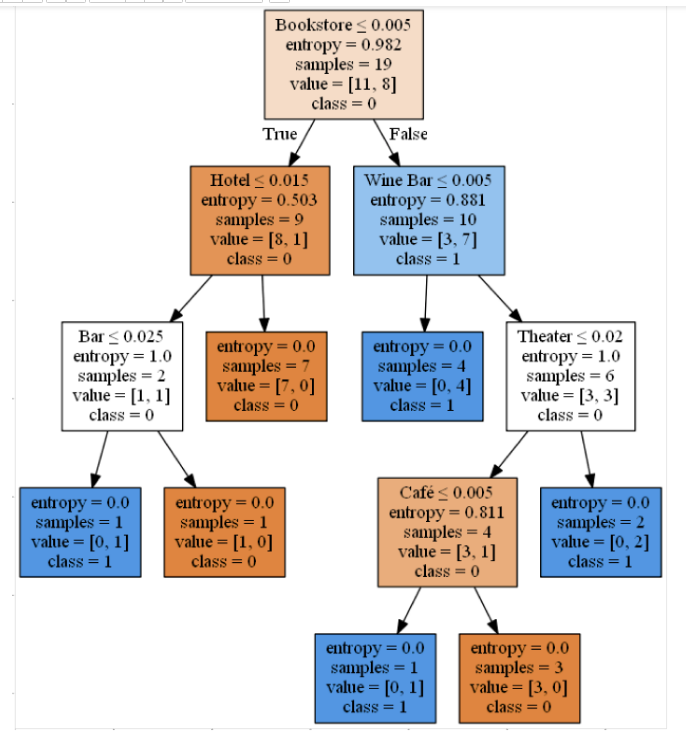 Bookstore ≤ 0.005
entropy = 0.982
samples = 19
value = [11, 8]
class = 0
True
False
Hotel ≤ 0.015
entropy = 0.503
samples = 9
value = [8, 1]
class = 0
Wine Bar ≤ 0.005
entropy = 0.881
samples = 10
value = [3, 7]
class = 1
Bar ≤ 0.025
entropy = 1.0
samples = 2
value = [1, 1]
class = 0
entropy = 0.0
samples = 7
value = [7, 0]
class = 0
entropy = 0.0
samples = 4
value = [0, 4]
class = 1
Theater ≤ 0.02
entropy = 1.0
samples = 6
value = [3, 3]
class = 0
entropy = 0.0
samples = 1
value = [0, 1]
class = 1
entropy = 0.0
samples = 1
value = [1, 0]
class = 0
Café ≤ 0.005
entropy = 0.811
samples = 4
value = [3, 1]
class = 0
entropy = 0.0
samples = 2
value = [0, 2]
class = 1
entropy = 0.0
samples = 1
value = [0, 1]
class = 1
entropy = 0.0
samples = 3
value = [3, 0]
class = 0